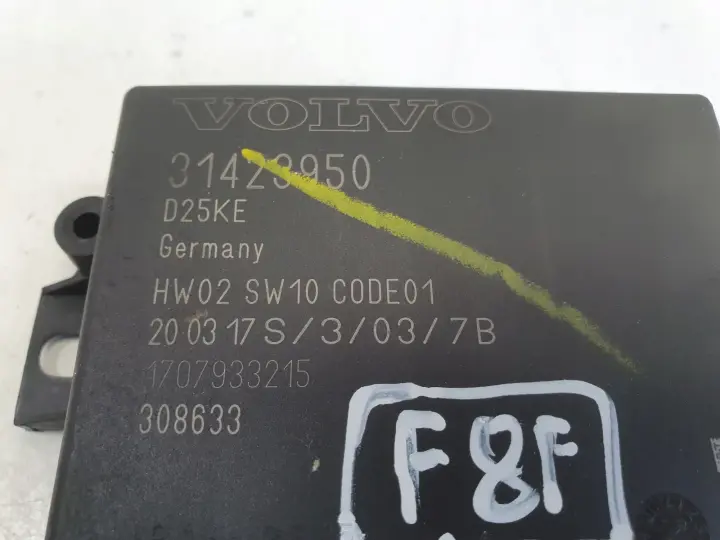 VOLVO
31423950
D25KE
Germany
HW02 SW10 CODE01
20 03 17 S/3/03/7B
1707933215
308633
F8F